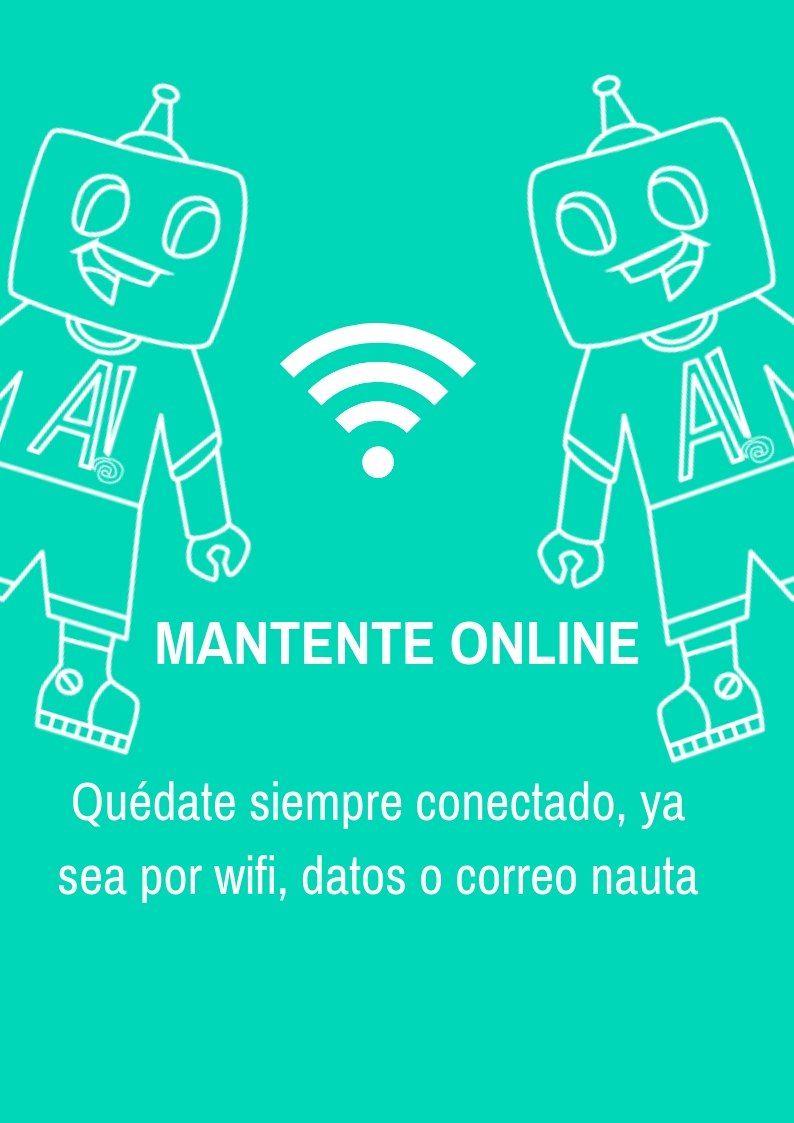 A! A!
MANTENTE ONLINE
Quédate siempre conectado, ya
sea por wifi, datos o correo nauta